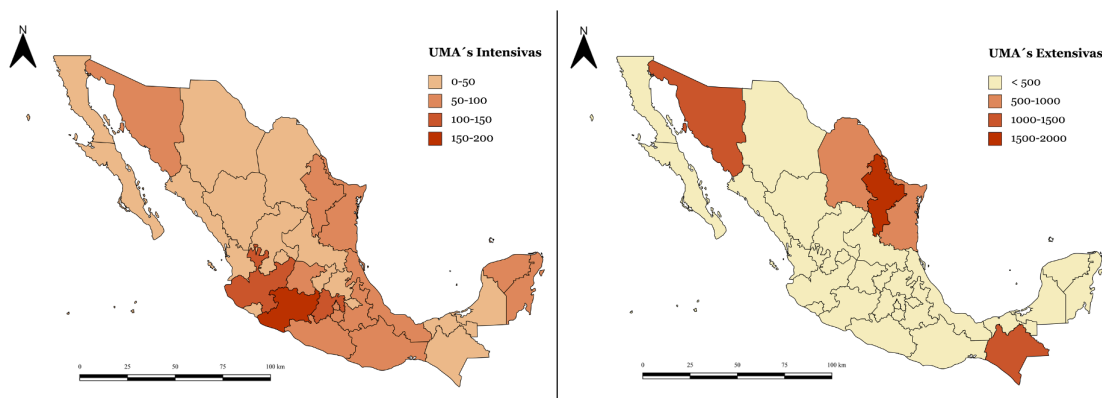 N
UMA´s Intensivas
0-50
50-100
100-150
150-200
0 25 50 75 100 km
N
UMA´s Extensivas
< 500
500-1000
1000-1500
1500-2000
0 25 50 75 100 km